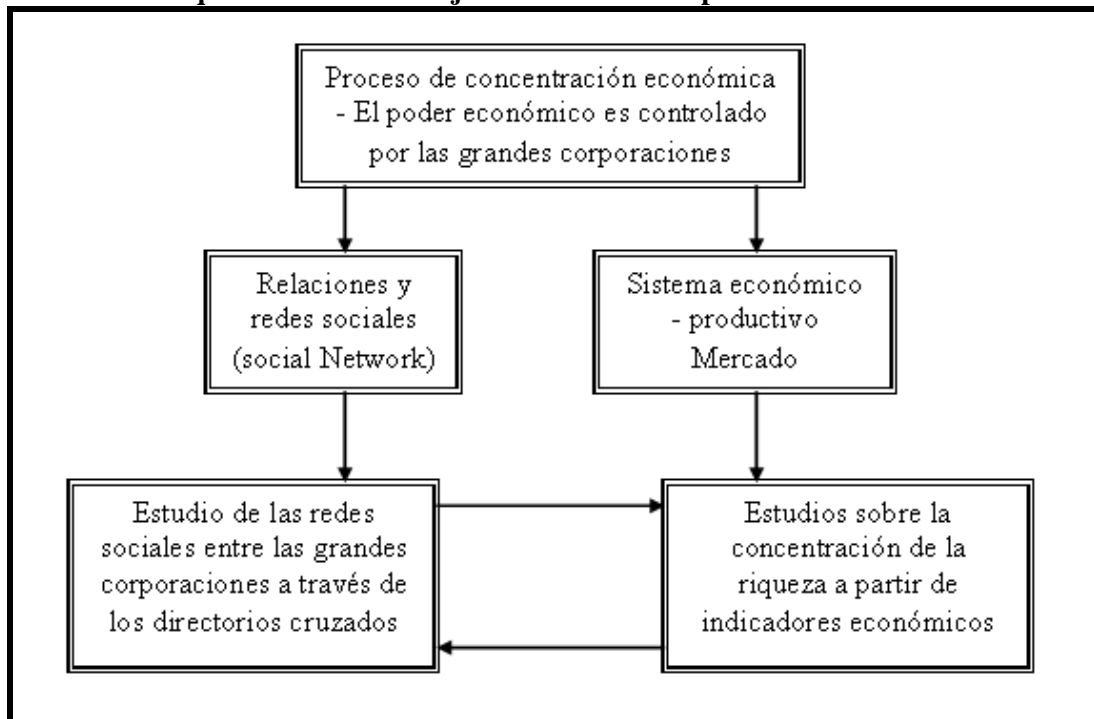 Proceso de concentración económica
- El poder económico es controlado
por las grandes corporaciones
Relaciones y
redes sociales
(social Network)
Sistema económico
- productivo
Mercado
Estudio de las redes
sociales entre las grandes
corporaciones a través de
los directorios cruzados
Estudios sobre la
concentración de la
riqueza a partir de
indicadores económicos